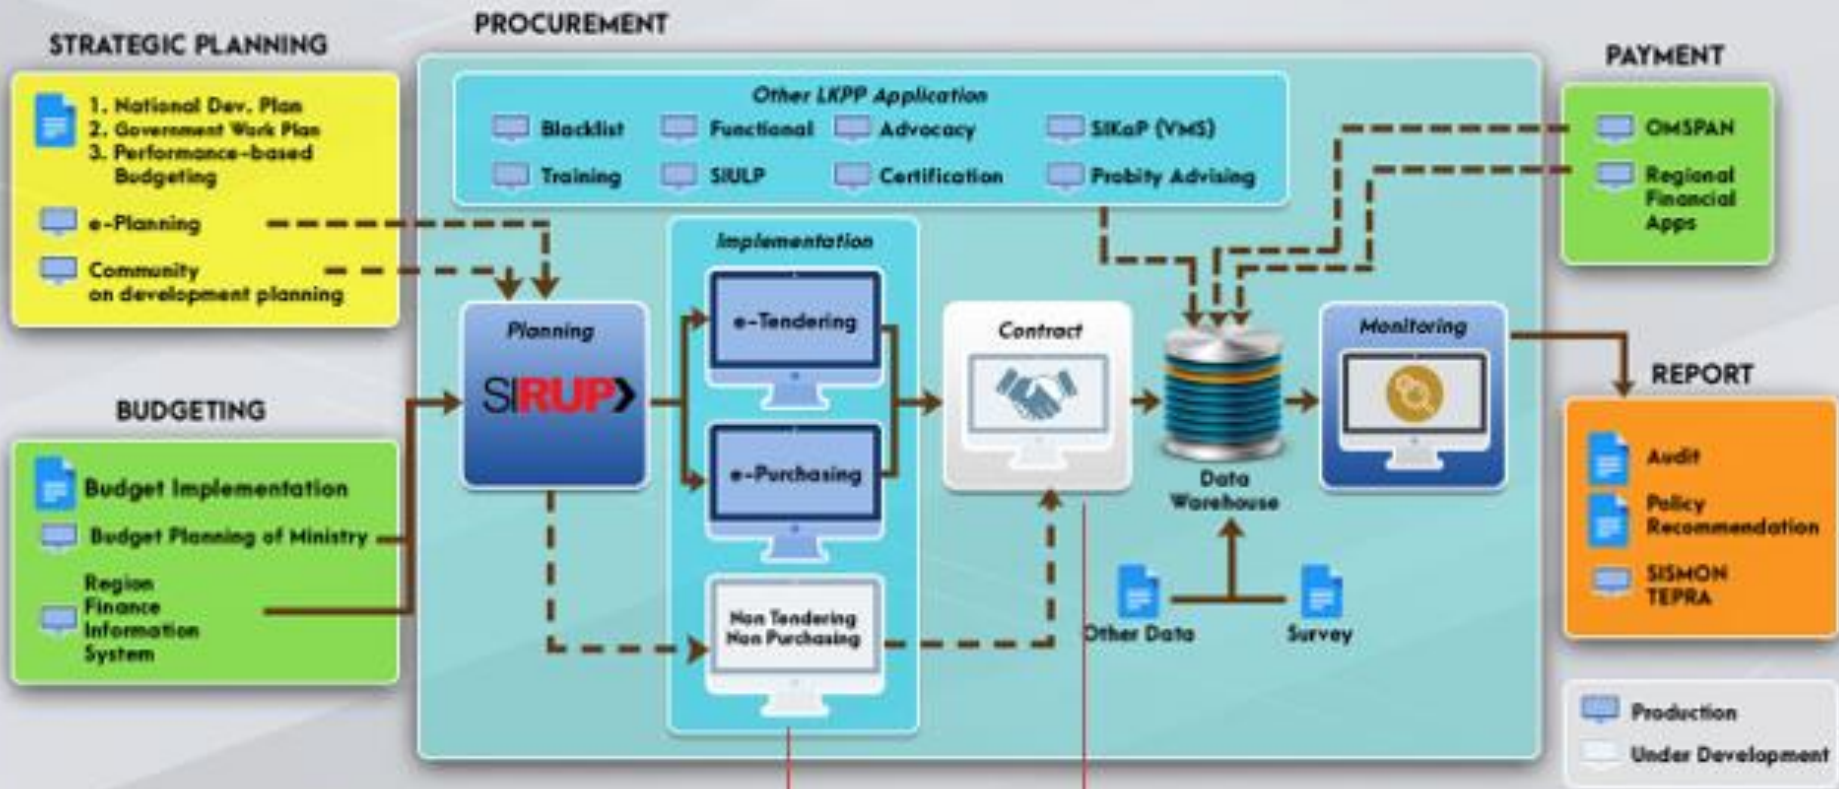 STRATEGIC PLANNING
1. National Dev. Plan
2. Government Work Plan
3. Performance-based
Budgeting
e-Planning
Community
on development planning
BUDGETING
Budget Implementation
Budget Planning of Ministry
Region
Finance
Information
System
PROCUREMENT
Other LKPP Application
Blacklist
Functional
Advocacy
SIKaP (VMS)
Training
SIULP
Certification
Probity Advising
Planning
SIRUP
Implementation
e-Tendering
e-Purchasing
Non Tendering
Non Purchasing
Contract
Data
Warehouse
Other Data
Survey
Monitoring
PAYMENT
OMSPAN
Regional
Financial
Apps
REPORT
Audit
Policy
Recommendation
SISMON
TEPRA
Production
Under Development